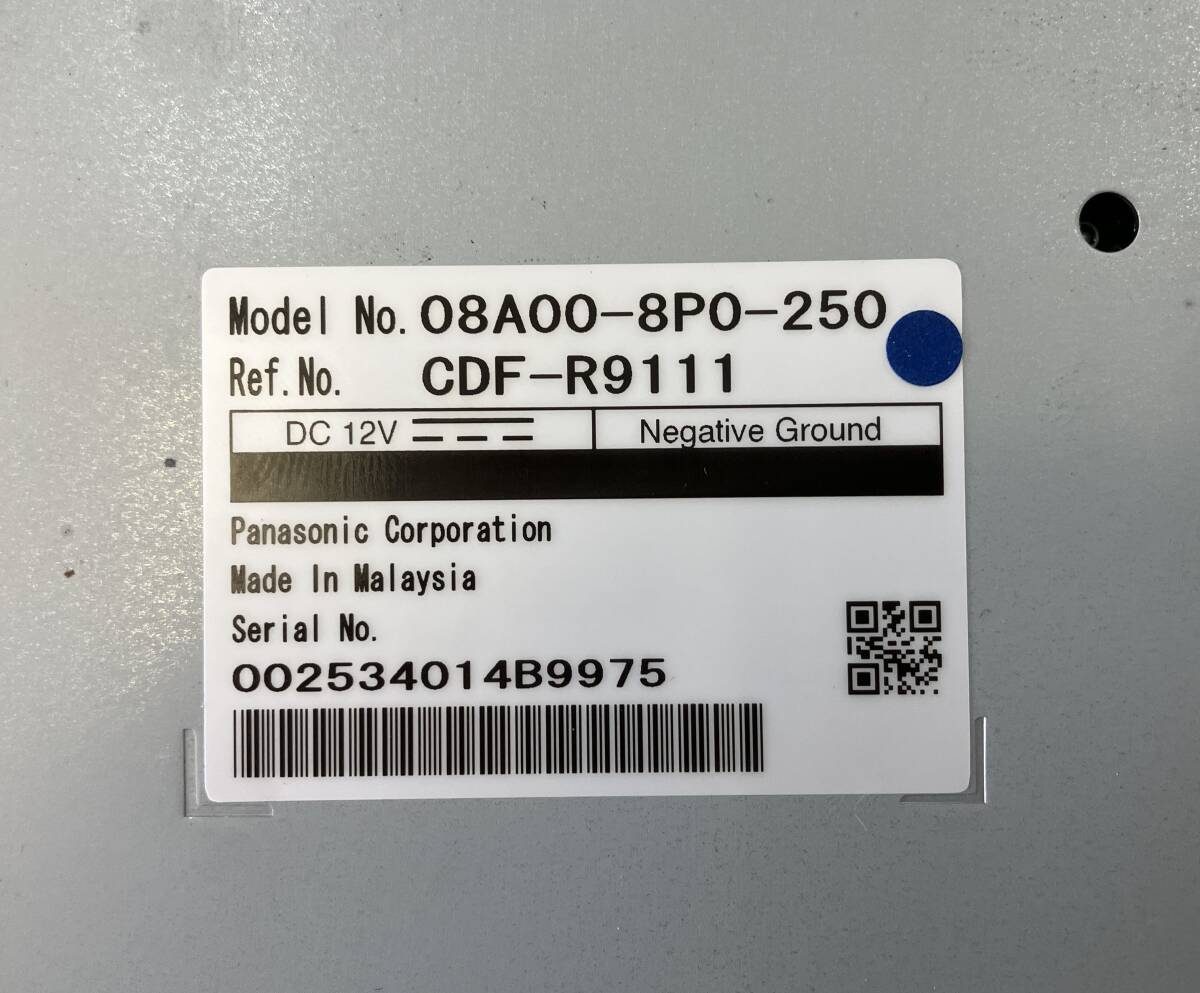 Model No. 08A00-8P0-250
Ref.No. CDF-R9111
DC 12V Negative Ground
Panasonic Corporation
Made In Malaysia
Serial No.
002534014B9975